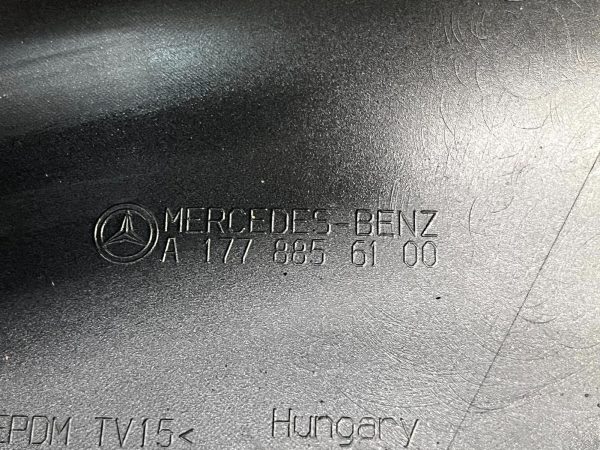 MERCEDES-BENZ
A 177 885 61 00
EPDM TV15<
Hungary